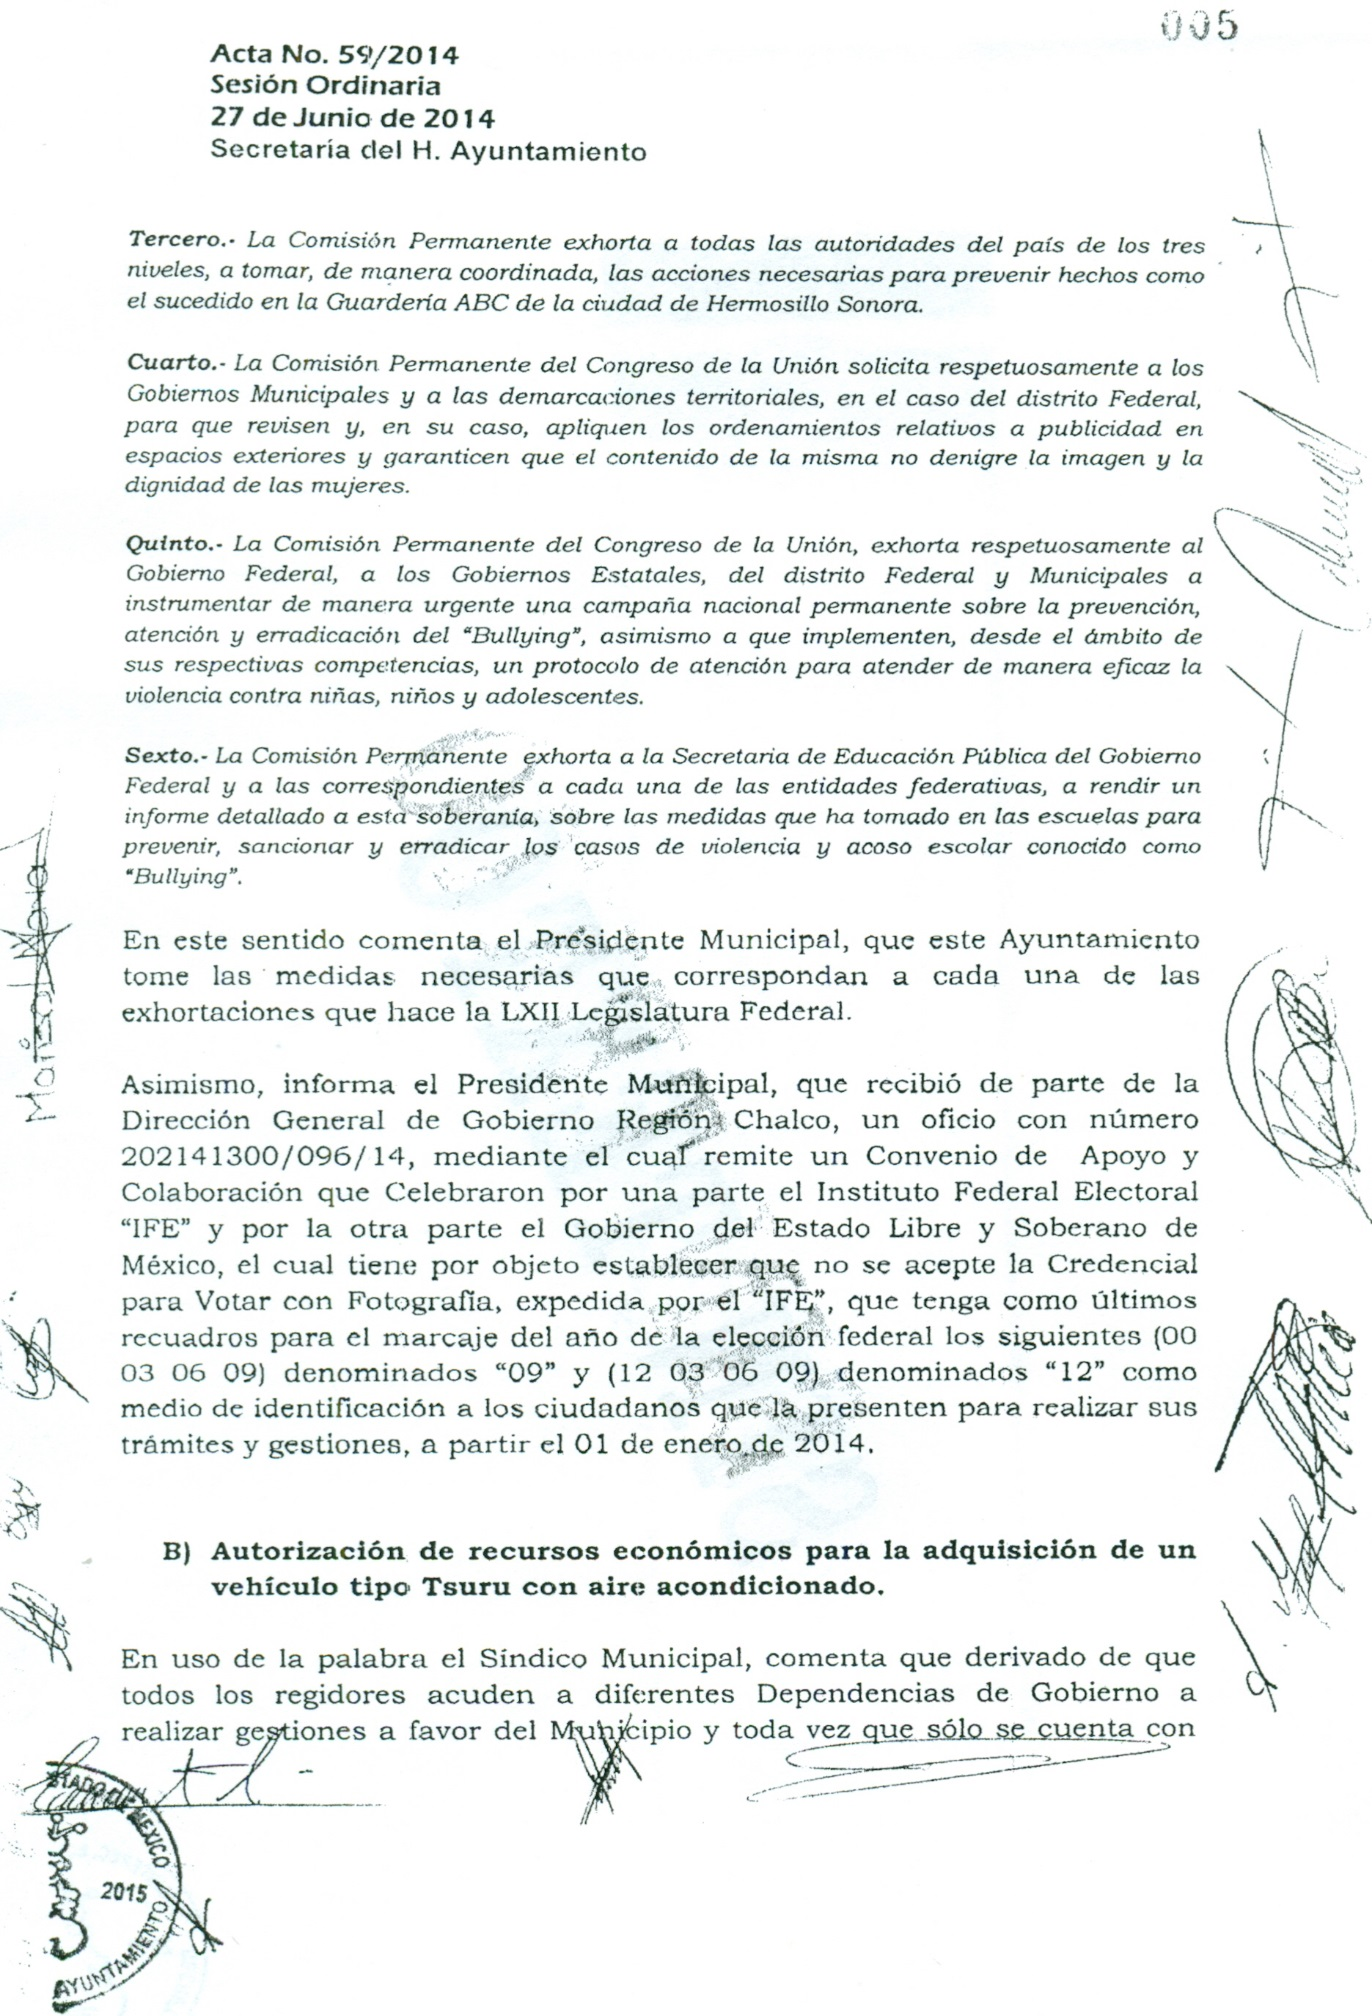 005
Acta No. 59/2014
Sesión Ordinaria
27 de Junio de 2014
Secretaría del H. Ayuntamiento
Tercero.- La Comisión Permanente exhorta a todas las autoridades del país de los tres
niveles, a tomar, de manera coordinada, las acciones necesarias para prevenir hechos como
el sucedido en la Guardería ABC de la ciudad de Hermosillo Sonora.
Cuarto.- La Comisión Permanente del Congreso de la Unión solicita respetuosamente a los
Gobiernos Municipales y a las demarcaciones territoriales, en el caso del distrito Federal,
para que revisen y, en su caso, apliquen los ordenamientos relativos a publicidad en
espacios exteriores y garanticen que el contenido de la misma no denigre la imagen y la
dignidad de las mujeres.
Quinto.- La Comisión Permanente del Congreso de la Unión, exhorta respetuosamente al
Gobierno Federal, a los Gobiernos Estatales, del distrito Federal y Municipales a
instrumentar de manera urgente una campaña nacional permanente sobre la prevención,
atención y erradicación del “Bullying”, asimismo a que implementen, desde el ámbito de
sus respectivas competencias, un protocolo de atención para atender de manera eficaz la
violencia contra niñas, niños y adolescentes.
Sexto.- La Comisión Permanente exhorta a la Secretaria de Educación Pública del Gobierno
Federal y a las correspondientes a cada una de las entidades federativas, a rendir un
informe detallado a esta soberanía, sobre las medidas que ha tomado en las escuelas para
prevenir, sancionar y erradicar los casos de violencia y acoso escolar conocido como
“Bullying”.
En este sentido comenta el Presidente Municipal, que este Ayuntamiento
tome las medidas necesarias que correspondan a cada una de las
exhortaciones que hace la LXII Legislatura Federal.
Asimismo, informa el Presidente Municipal, que recibió de parte de la
Dirección General de Gobierno Región Chalco, un oficio con número
202141300/096/14, mediante el cual remite un Convenio de Apoyo y
Colaboración que Celebraron por una parte el Instituto Federal Electoral
“IFE” y por la otra parte el Gobierno del Estado Libre y Soberano de
México, el cual tiene por objeto establecer que no se acepte la Credencial
para Votar con Fotografía, expedida por el “IFE”, que tenga como últimos
recuadros para el marcaje del año de la elección federal los siguientes (00
03 06 09) denominados “09” y (12 03 06 09) denominados “12” como
medio de identificación a los ciudadanos que la presenten para realizar sus
trámites y gestiones, a partir el 01 de enero de 2014.
B) Autorización de recursos económicos para la adquisición de un
vehículo tipo Tsuru con aire acondicionado.
En uso de la palabra el Síndico Municipal, comenta que derivado de que
todos los regidores acuden a diferentes Dependencias de Gobierno a
realizar gestiones a favor del Municipio y toda vez que sólo se cuenta con
MEXICO
2015
AYUNTAMIENTO